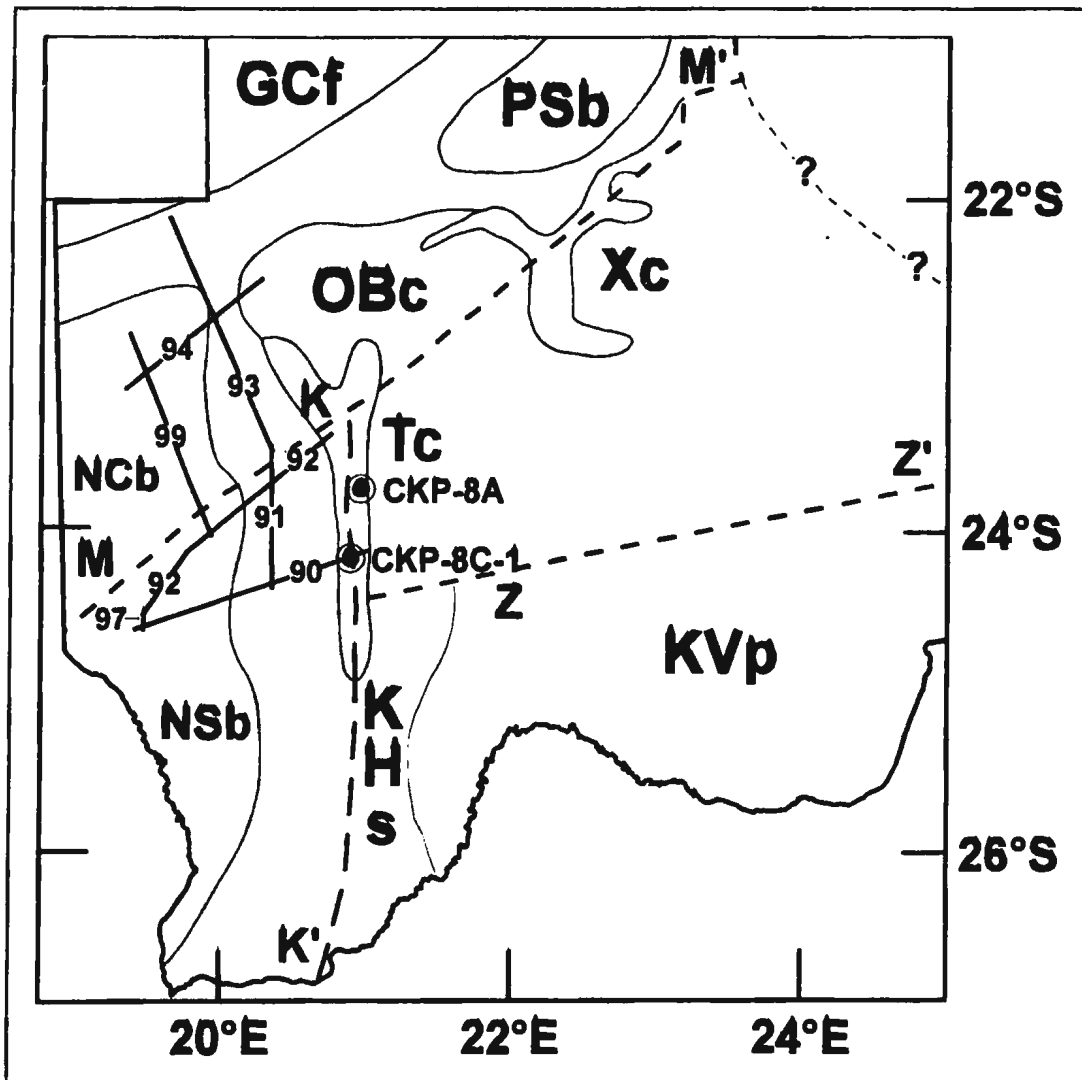 GCf
PSb
M'
?
22°S
?
OBc
Xc
94
93
K
99
Tc
92
NCb
Z'
CKP-8A
91
24°S
M
CKP-8C-1
92
90
97
Z
KVp
NSb
K
H
s
26°S
K'
20°E
22°E
24°E